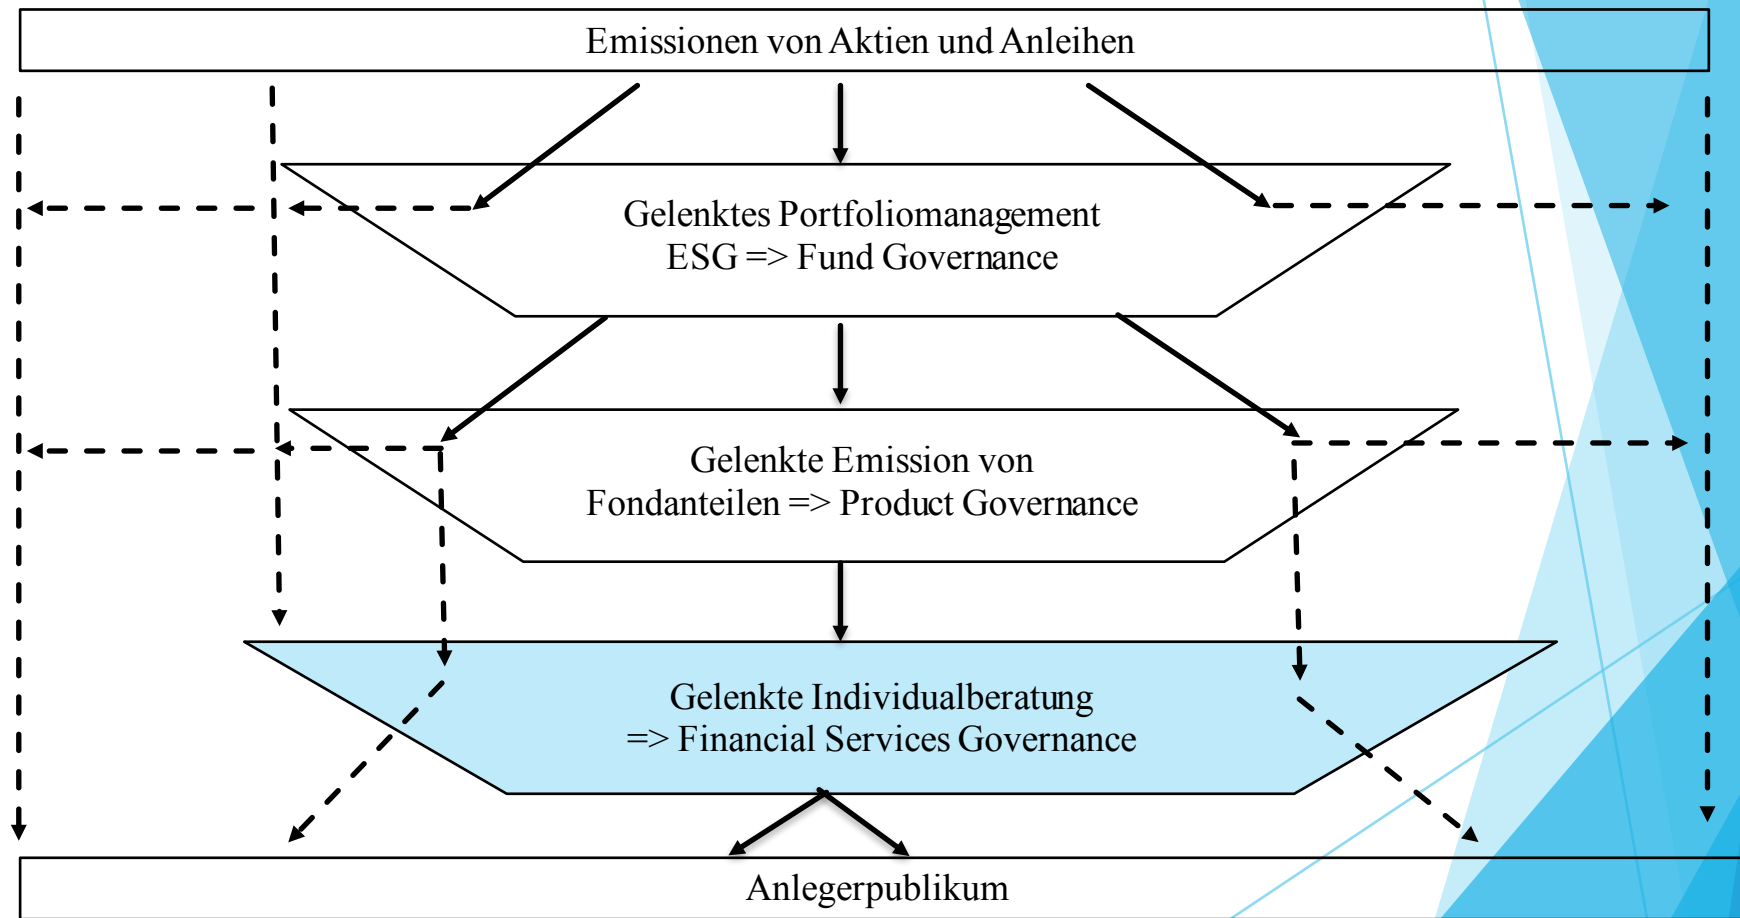 Emissionen von Aktien und Anleihen
Gelenktes Portfoliomanagement
ESG => Fund Governance
Gelenkte Emission von
Fondanteilen => Product Governance
Gelenkte Individualberatung
=> Financial Services Governance
Anlegerpublikum